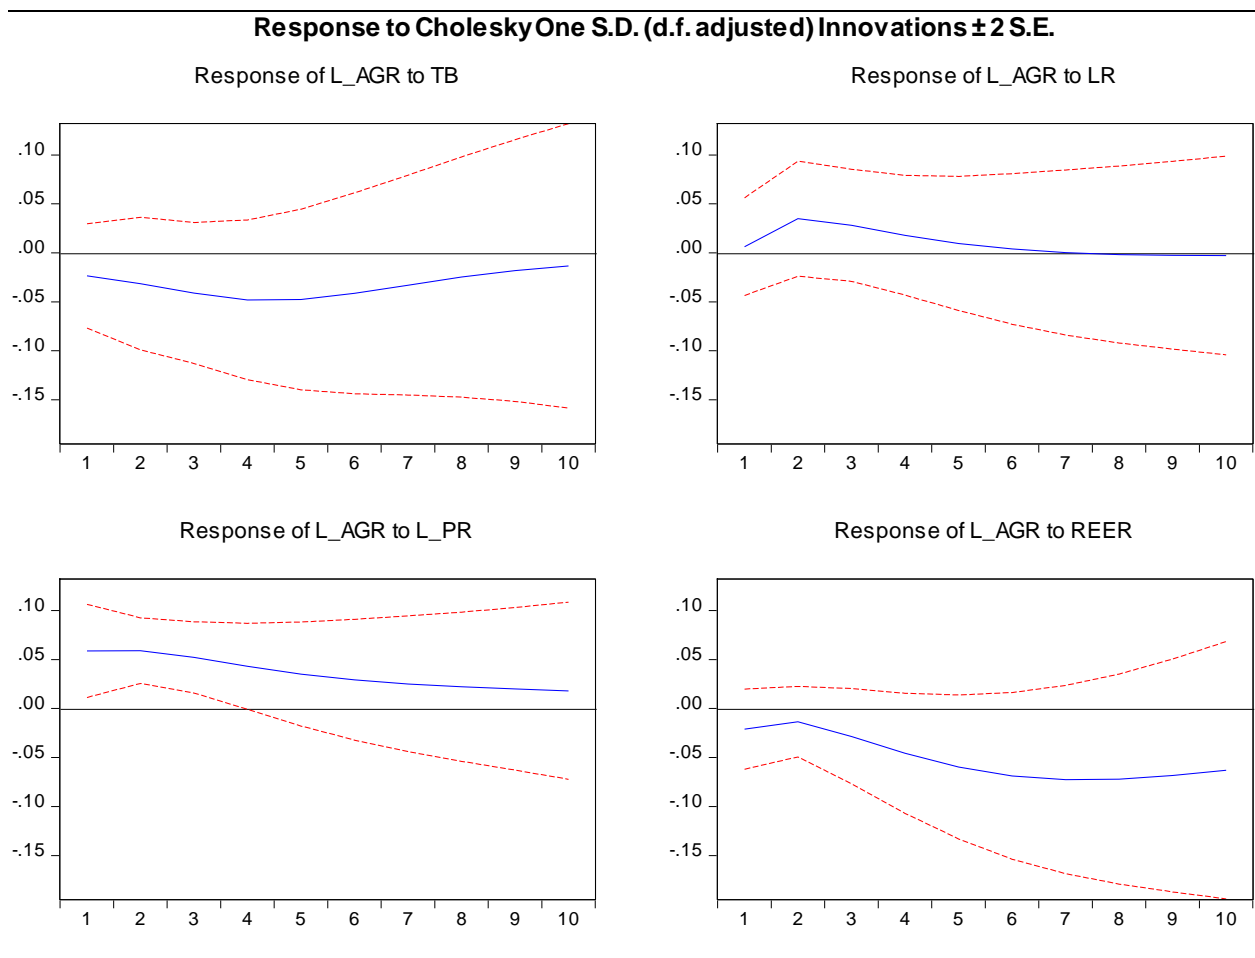 Response to Cholesky One S.D. (d.f. adjusted) Innovations ± 2 S.E.
Response of L_AGR to TB
.10
.05
.00
-.05
-.10
-.15
1 2 3 4 5 6 7 8 9 10
Response of L_AGR to LR
.10
.05
.00
-.05
-.10
-.15
1 2 3 4 5 6 7 8 9 10
Response of L_AGR to L_PR
.10
.05
.00
-.05
-.10
-.15
1 2 3 4 5 6 7 8 9 10
Response of L_AGR to REER
.10
.05
.00
-.05
-.10
-.15
1 2 3 4 5 6 7 8 9 10